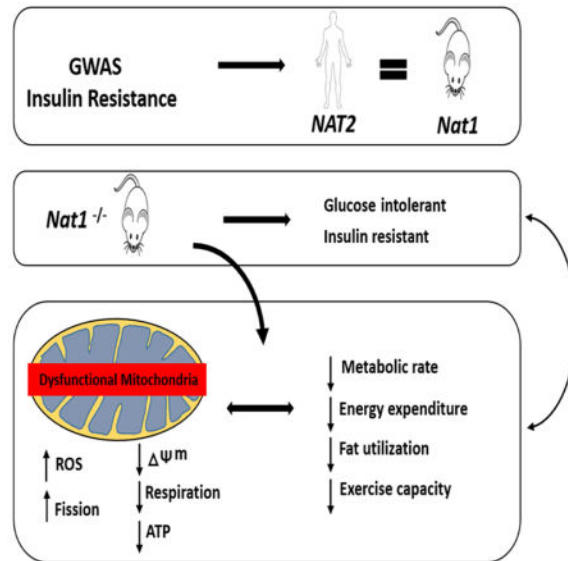 GWAS
Insulin Resistance
NAT2
=
Nat1
Nat1 -/-
Glucose intolerant
Insulin resistant
Dysfunctional Mitochondria
ROS
Fission
ΔΨm
Respiration
ATP
Metabolic rate
Energy expenditure
Fat utilization
Exercise capacity